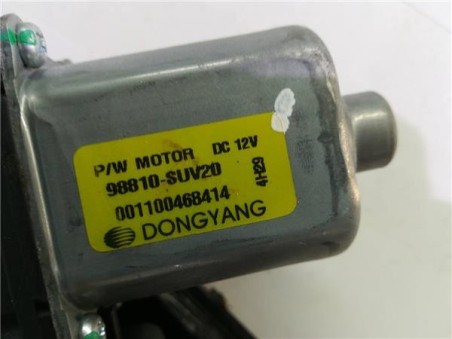 P/W MOTOR DC 12V
98810-SUV20
001100468414
4H29
DONGYANG